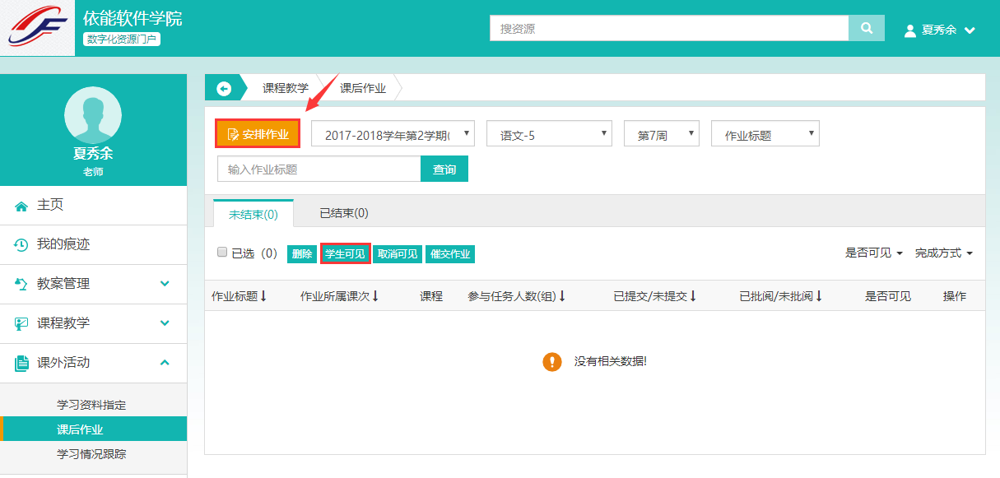 依能软件学院
数字化资源门户
搜资源
夏秀余
夏秀余
老师
主页
我的痕迹
教案管理
课程教学
课外活动
学习资料指定
课后作业
学习情况跟踪
课程教学 课后作业
安排作业 2017-2018学年第2学期( 语文-5 第7周 作业标题
输入作业标题 查询
未结束(0) 已结束(0)
已选 (0) 删除 学生可见 取消可见 催交作业 是否可见 完成方式
作业标题 作业所属课次 课程 参与任务人数(组) 已提交/未提交 已批阅/未批阅 是否可见 操作
没有相关数据!